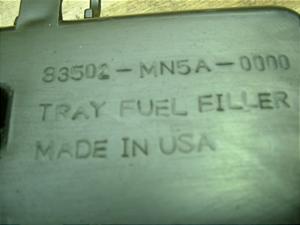 83502-MN5A-0000
TRAY FUEL FILLER
MADE IN USA